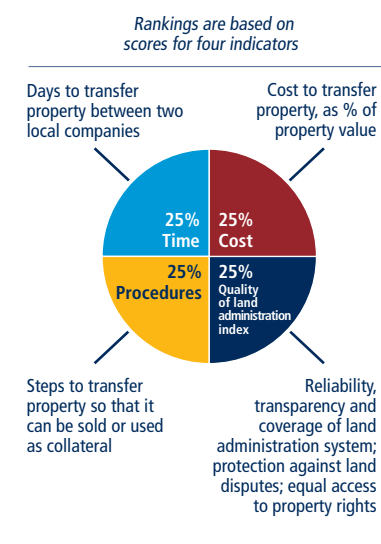 Rankings are based on
scores for four indicators
Days to transfer
property between two
local companies
Cost to transfer
property, as % of
property value
25%
Time
25%
Cost
25%
Procedures
25%
Quality
of land
administration
index
Steps to transfer
property so that it
can be sold or used
as collateral
Reliability,
transparency and
coverage of land
administration system;
protection against land
disputes; equal access
to property rights